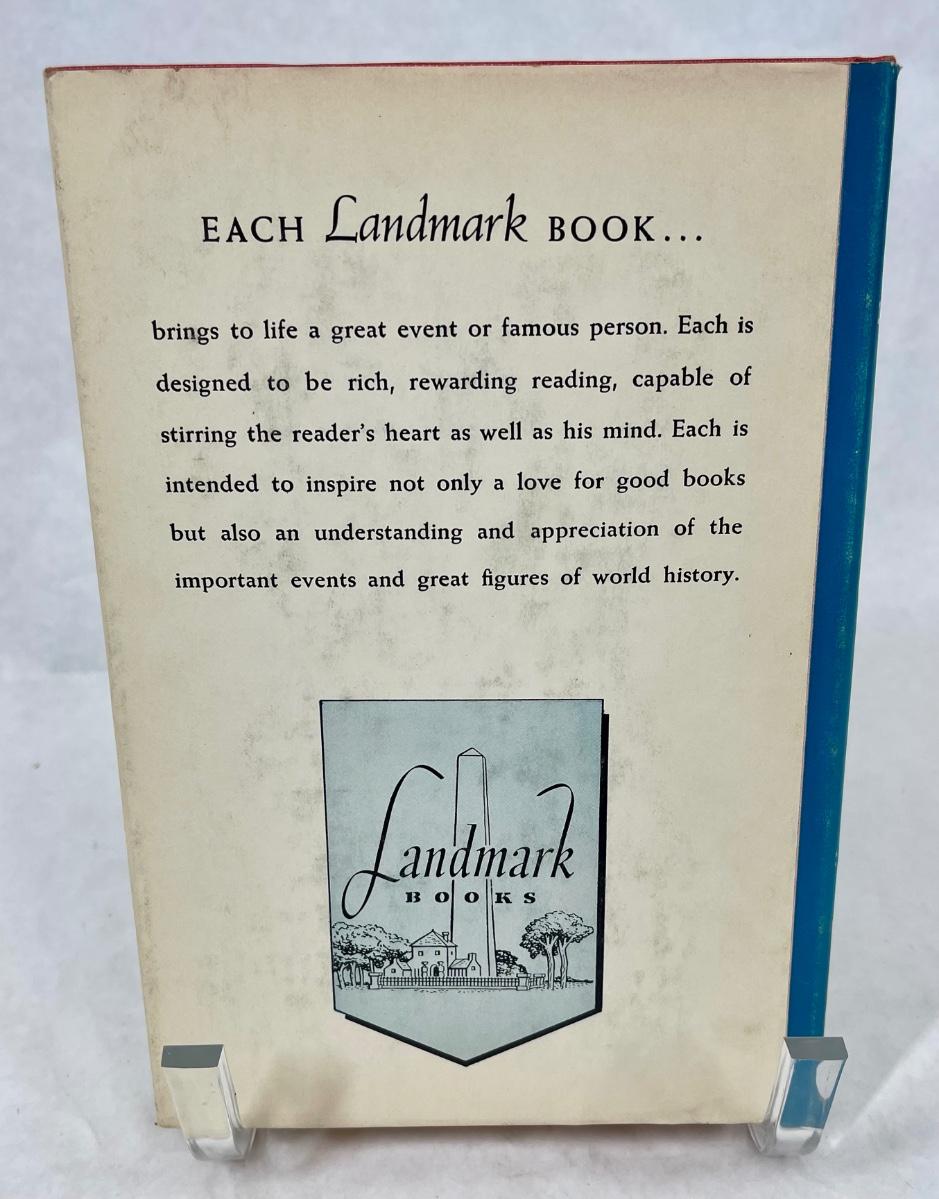 EACH Landmark BOOK...
brings to life a great event or famous person. Each is
designed to be rich, rewarding reading, capable of
stirring the reader's heart as well as his mind. Each is
intended to inspire not only a love for good books
but also an understanding and appreciation of the
important events and great figures of world history.
Landmark
BOOKS